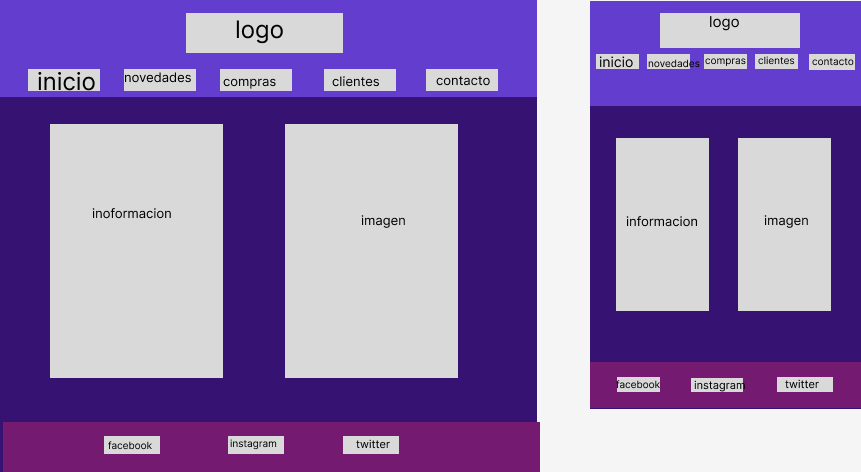 logo
inicio
novedades
compras
clientes
contacto
inoformacion
imagen
facebook
instagram
twitter
logo
inicio
novedades
compras
clientes
contacto
informacion
imagen
facebook
instagram
twitter